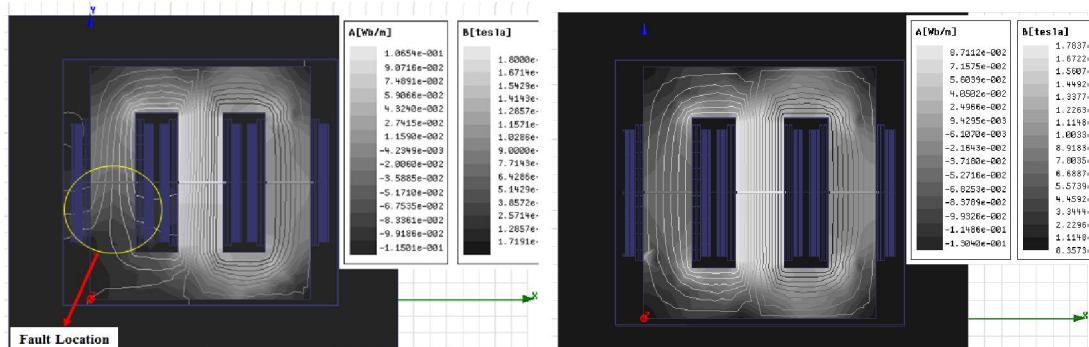 Y
A[Wb/m]
1.0654e-001
9.0716e-002
7.4891e-002
5.9066e-002
4.3240e-002
2.7415e-002
1.1590e-002
-4.2349e-003
-2.0060e-002
-3.5885e-002
-5.1710e-002
-6.7535e-002
-8.3361e-002
-9.9186e-002
-1.1501e-001
B[tesla]
1.8000e-
1.6714e-
1.5429e-
1.4143e-
1.2857e-
1.1571e-
1.0286e-
9.0000e-
7.7143e-
6.4286e-
5.1429e-
3.8572e-
2.5714e-
1.2857e-
1.7191e-
X
Fault Location
A[Wb/m]
8.7112e-002
7.1575e-002
5.6039e-002
4.0502e-002
2.4966e-002
9.4295e-003
-6.1070e-003
-2.1643e-002
-3.7180e-002
-5.2716e-002
-6.8253e-002
-8.3789e-002
-9.9326e-002
-1.1486e-001
-1.3040e-001
B[tesla]
1.7837
1.6722
1.5607
1.4492
1.3377
1.2263
1.1148
1.0033
8.9183
7.8035
6.6887
5.5739
4.4592
3.3444
2.2296
1.1148
8.3573